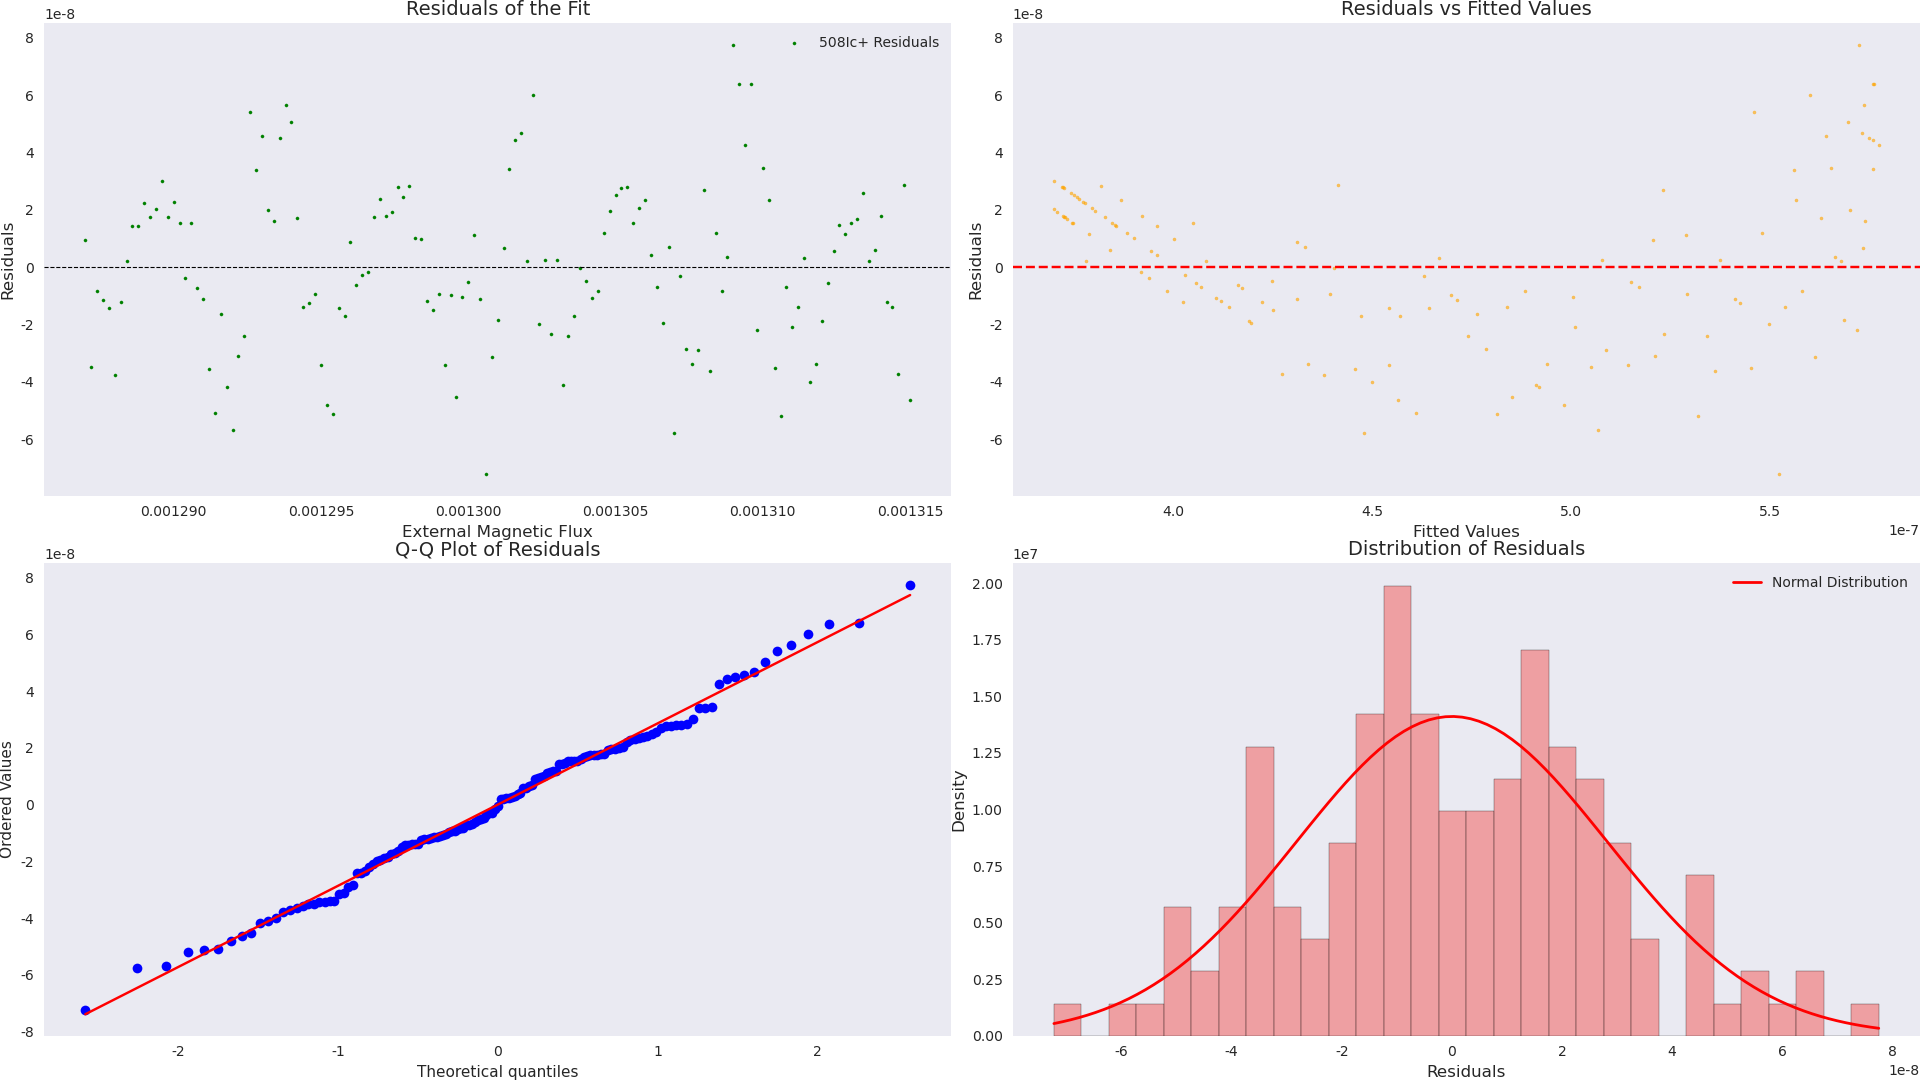 Residuals of the Fit
1e-8
8
6
4
2
0
-2
-4
-6
Residuals
508Ic+ Residuals
0.001290 0.001295 0.001300 0.001305 0.001310 0.001315
External Magnetic Flux
Residuals vs Fitted Values
1e-8
8
6
4
2
0
-2
-4
-6
Residuals
4.0 4.5 5.0 5.5
1e-7
Fitted Values
Q-Q Plot of Residuals
1e-8
8
6
4
2
0
-2
-4
-6
-8
Ordered Values
-2 -1 0 1 2
Theoretical quantiles
Distribution of Residuals
1e7
2.00
1.75
1.50
1.25
1.00
0.75
0.50
0.25
0.00
Density
Normal Distribution
-6 -4 -2 0 2 4 6 8
1e-8
Residuals